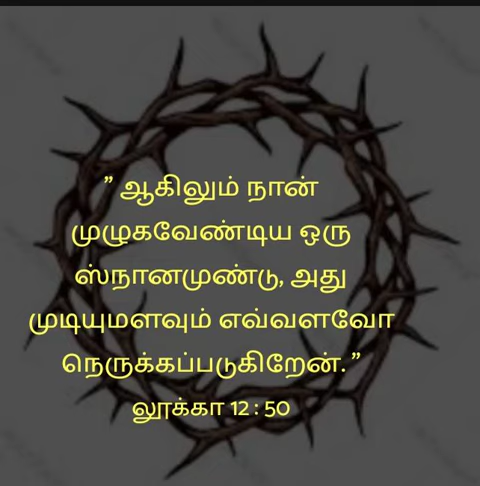 ” ஆகிலும் நான்
முழுகவேண்டிய ஒரு
ஸ்நானமுண்டு, அது
முடியுமளவும் எவ்வளவோ
நெருக்கப்படுகிறேன். ”
லூக்கா 12 : 50